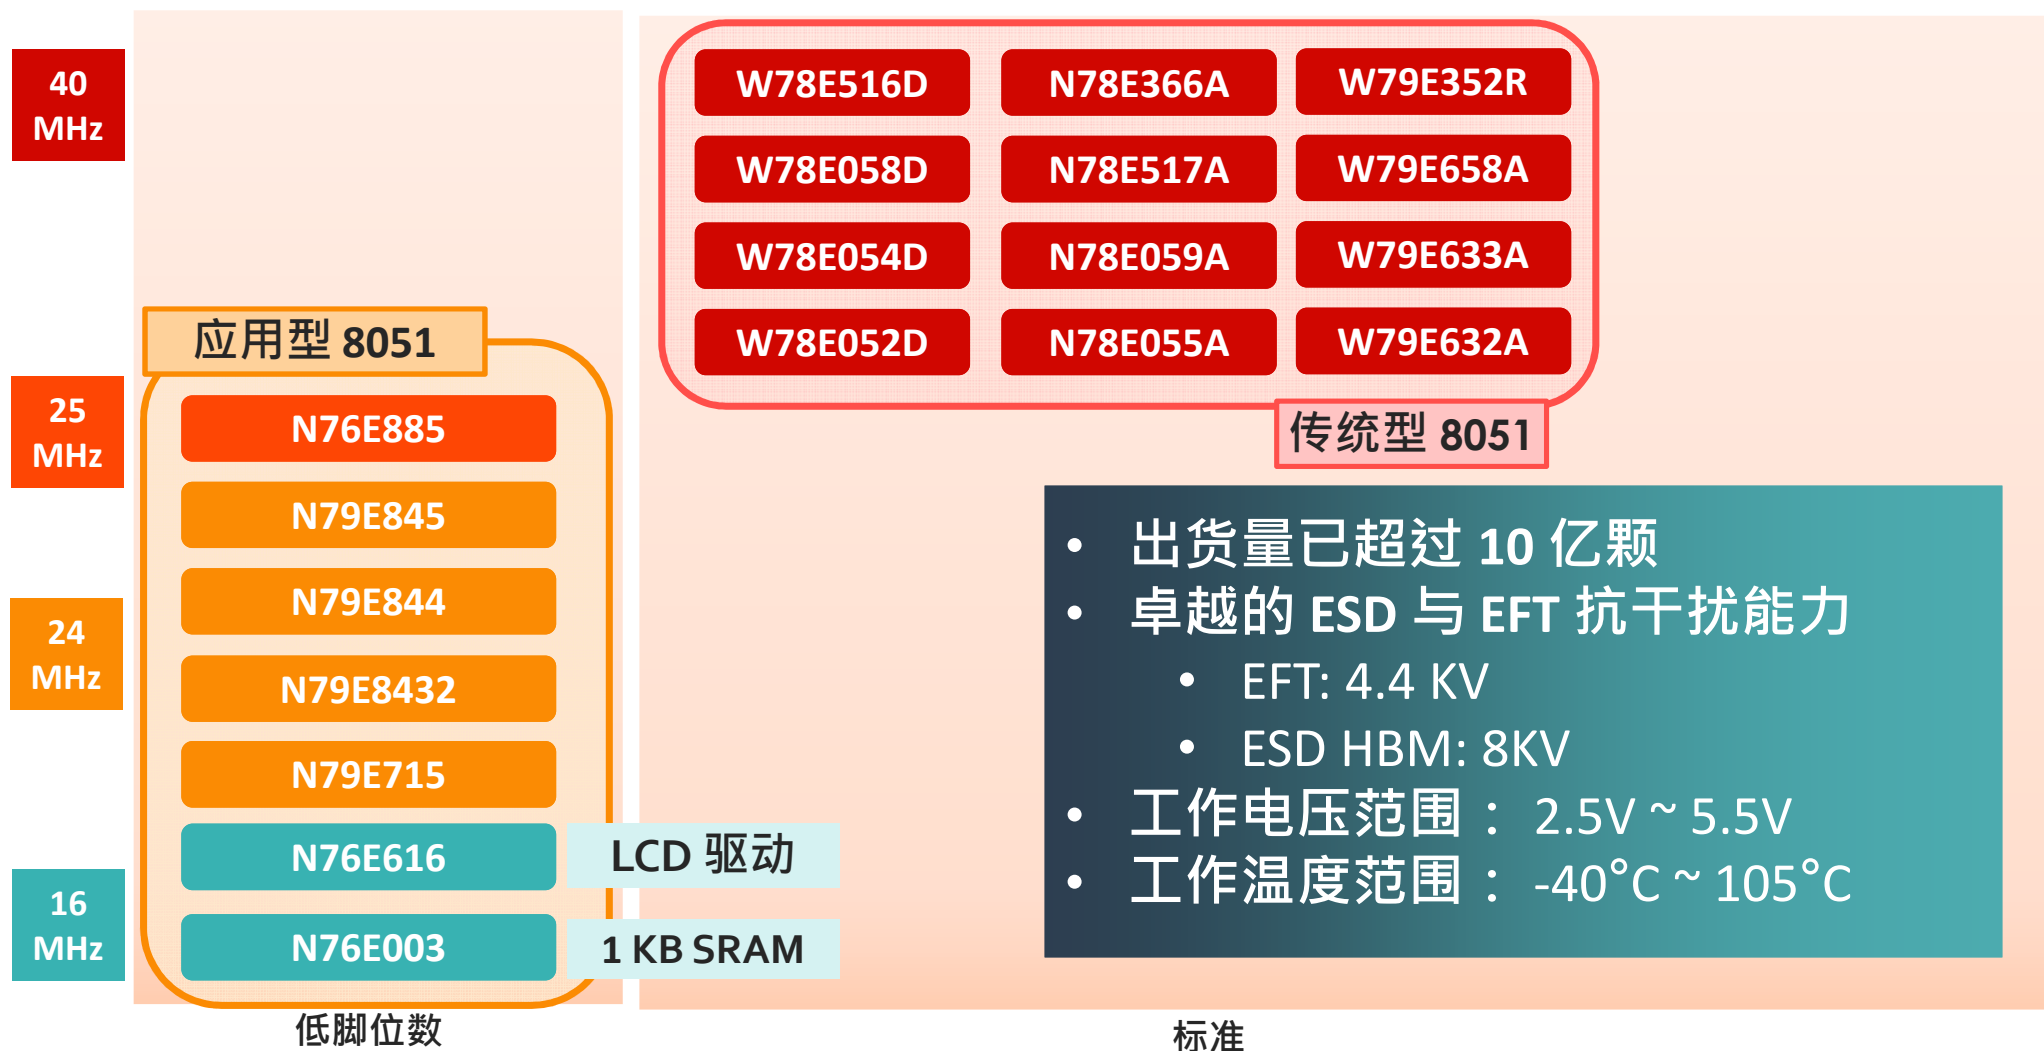 40
MHz
25
MHz
24
MHz
16
MHz
应用型 8051
N76E885
N79E845
N79E844
N79E8432
N79E715
N76E616
N76E003
LCD 驱动
1 KB SRAM
低脚位数
W78E516D
N78E366A
W79E352R
W78E058D
N78E517A
W79E658A
W78E054D
N78E059A
W79E633A
W78E052D
N78E055A
W79E632A
传统型 8051
• 出货量已超过 10 亿颗
• 卓越的 ESD 与 EFT 抗干扰能力
• EFT: 4.4 KV
• ESD HBM: 8KV
• 工作电压范围 : 2.5V ~ 5.5V
• 工作温度范围 : -40°C ~ 105°C
标准